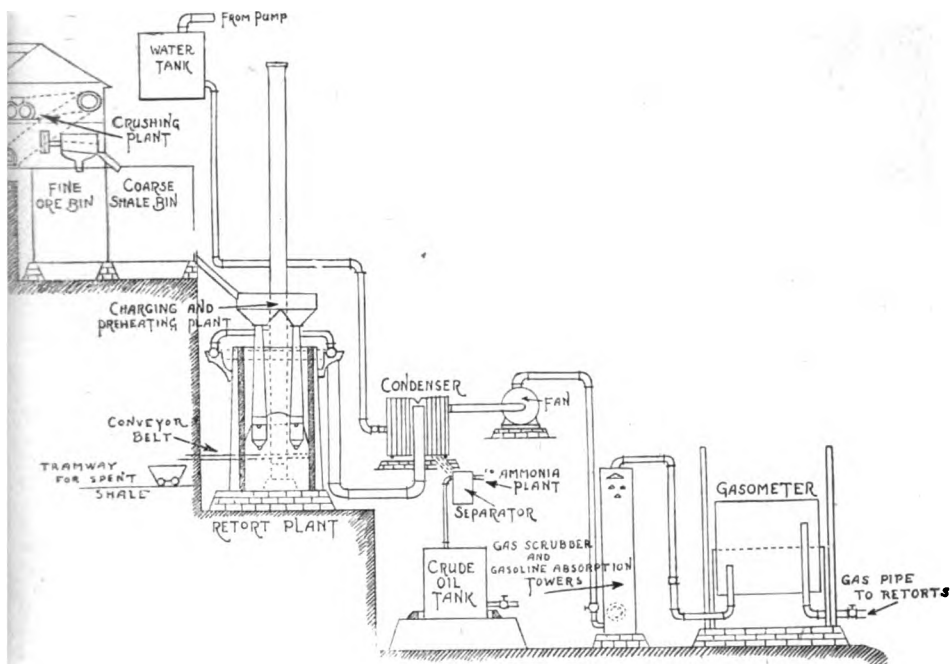 FROM PUMP
WATER
TANK
CRUSHING
PLANT
FINE
ORE BIN
COARSE
SHALE BIN
CHARGING AND
PREHEATING PLANT
CONDENSER
FAN
CONVEYOR
BELT
TRAMWAY
FOR SPENT
SHALE
RETORT PLANT
TO AMMONIA
PLANT
SEPARATOR
GASOMETER
GAS SCRUBBER
AND
GASOLINE ABSORPTION
TOWERS
CRUDE
OIL
TANK
GAS PIPE
TO RETORTS